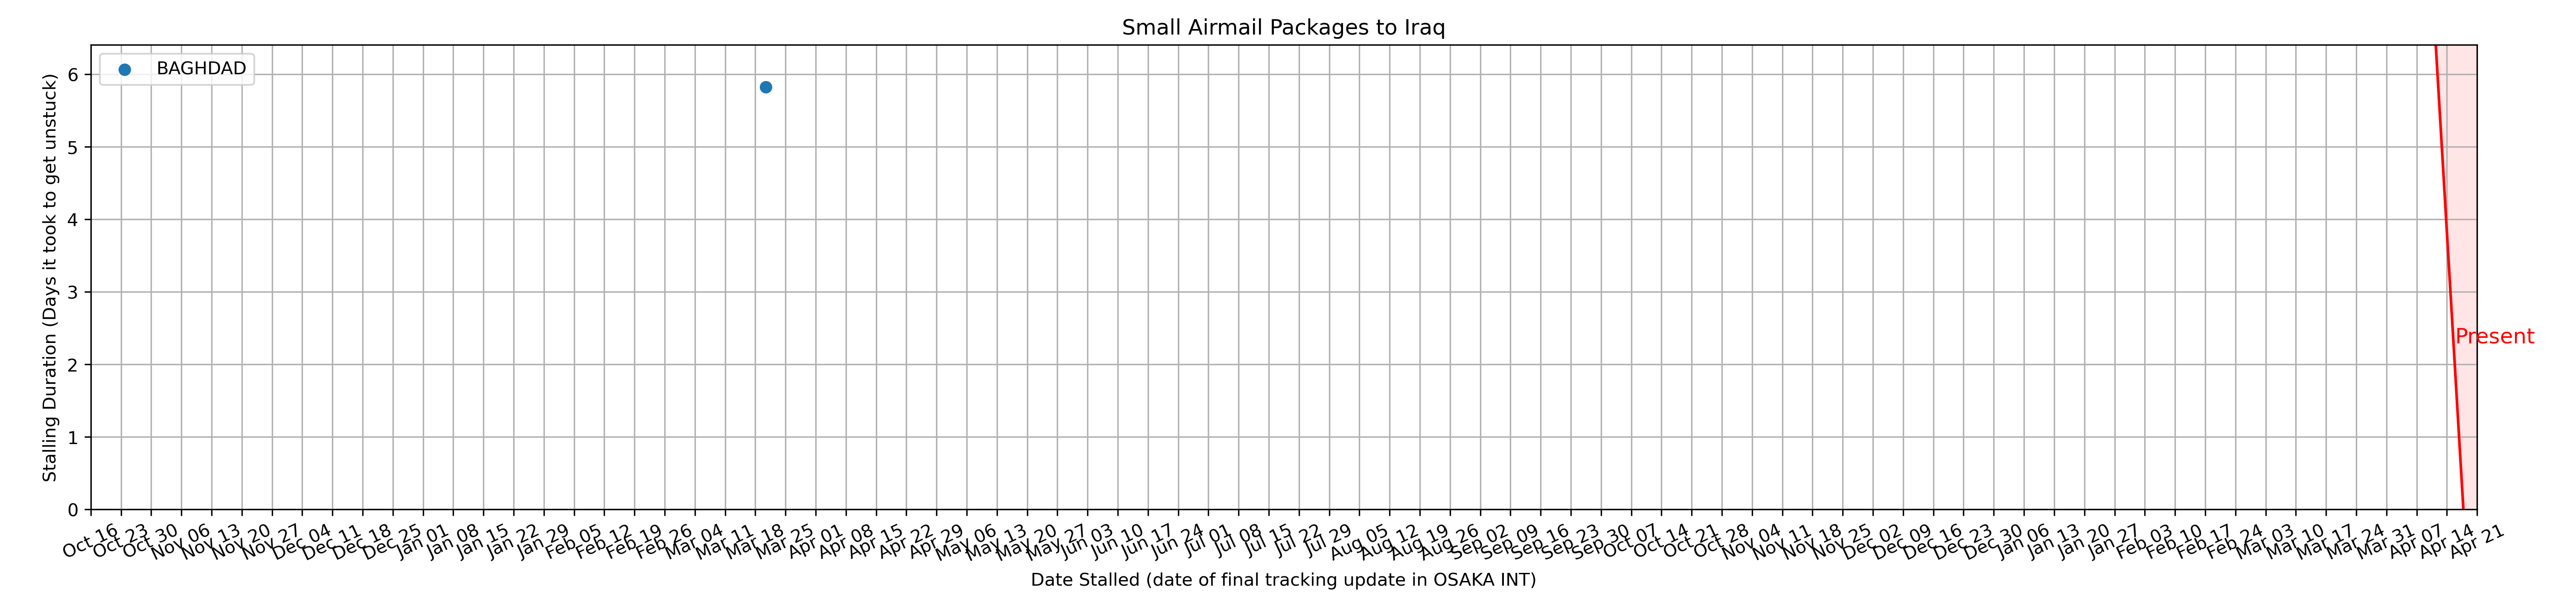 Small Airmail Packages to Iraq
BAGHDAD
Stalling Duration (Days it took to get unstuck)
6
5
4
3
2
1
0
Present
Oct 16
Oct 23
Oct 30
Nov 06
Nov 13
Nov 20
Nov 27
Dec 04
Dec 11
Dec 18
Dec 25
Jan 01
Jan 08
Jan 15
Jan 22
Jan 29
Feb 05
Feb 12
Feb 19
Feb 26
Mar 04
Mar 11
Mar 18
Mar 25
Apr 01
Apr 08
Apr 15
Apr 22
Apr 29
May 06
May 13
May 20
May 27
Jun 03
Jun 10
Jun 17
Jun 24
Jul 01
Jul 08
Jul 15
Jul 22
Jul 29
Aug 05
Aug 12
Aug 19
Aug 26
Sep 02
Sep 09
Sep 16
Sep 23
Sep 30
Oct 07
Oct 14
Oct 21
Oct 28
Nov 04
Nov 11
Nov 18
Nov 25
Dec 02
Dec 09
Dec 16
Dec 23
Dec 30
Jan 06
Jan 13
Jan 20
Jan 27
Feb 03
Feb 10
Feb 17
Feb 24
Mar 03
Mar 10
Mar 17
Mar 24
Mar 31
Apr 07
Apr 14
Apr 21
Date Stalled (date of final tracking update in OSAKA INT)